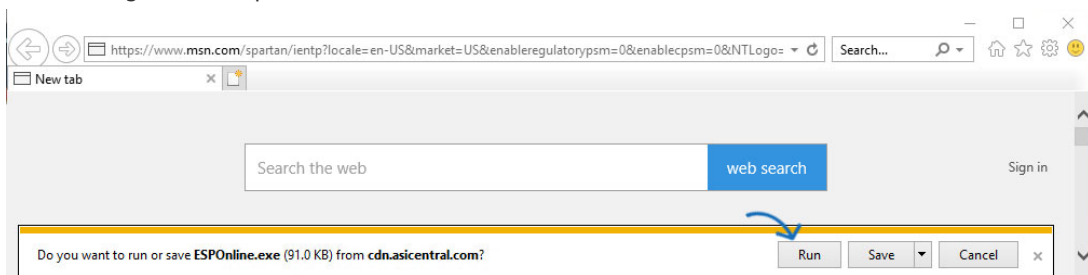 https://www.msn.com/spartan/ientp?locale=en-US&market=US&enableregulatorypsm=0&enablecpsm=0&NTLogo= Search...
New tab
Search the web web search Sign in
Do you want to run or save ESPOnline.exe (91.0 KB) from cdn.asicentral.com? Run Save Cancel